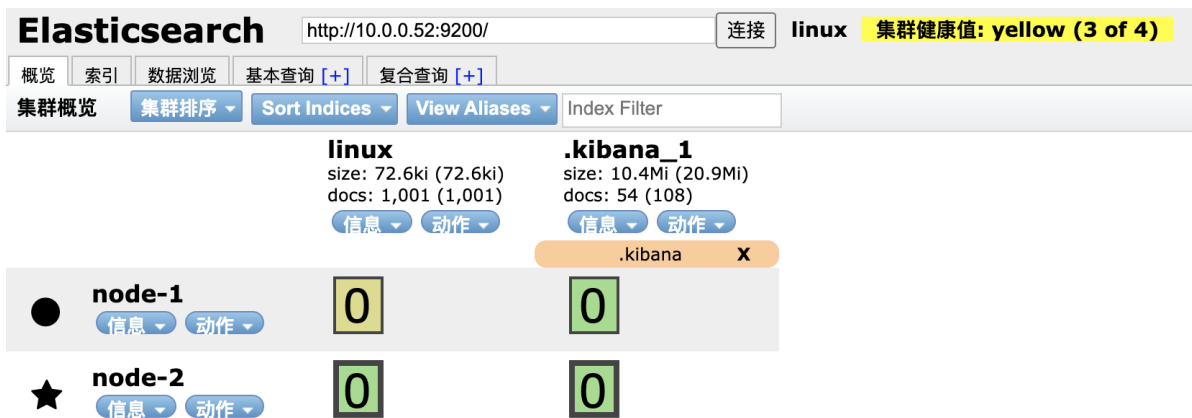 Elasticsearch http://10.0.0.52:9200/ 连接 linux 集群健康值: yellow (3 of 4)
概览 索引 数据浏览 基本查询 [+] 复合查询 [+]
集群概览 集群排序 Sort Indices View Aliases Index Filter
linux .kibana_1
size: 72.6ki (72.6ki) size: 10.4Mi (20.9Mi)
docs: 1,001 (1,001) docs: 54 (108)
信息 动作 信息 动作
.kibana X
node-1 0 0
信息 动作
node-2 0 0
信息 动作